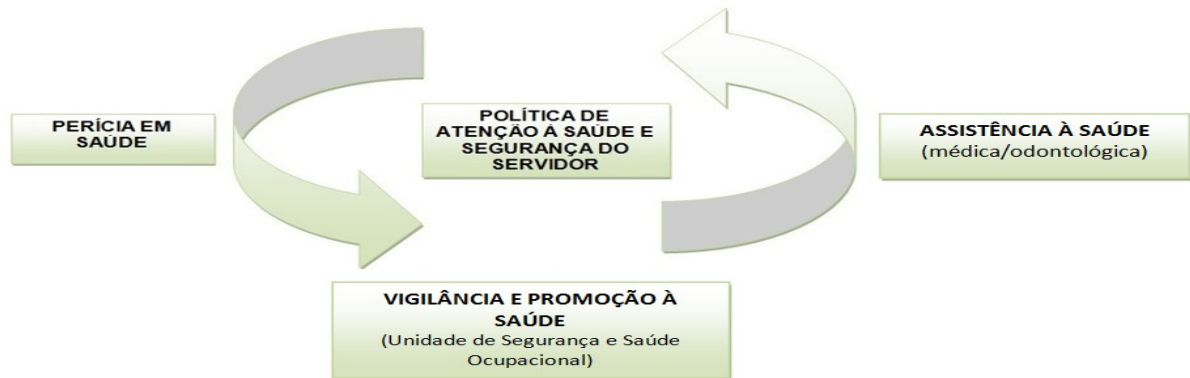 PERÍCIA EM
SAÚDE
POLÍTICA DE
ATENÇÃO À SAÚDE E
SEGURANÇA DO
SERVIDOR
ASSISTÊNCIA À SAÚDE
(médica/odontológica)
VIGILÂNCIA E PROMOÇÃO À
SAÚDE
(Unidade de Segurança e Saúde
Ocupacional)